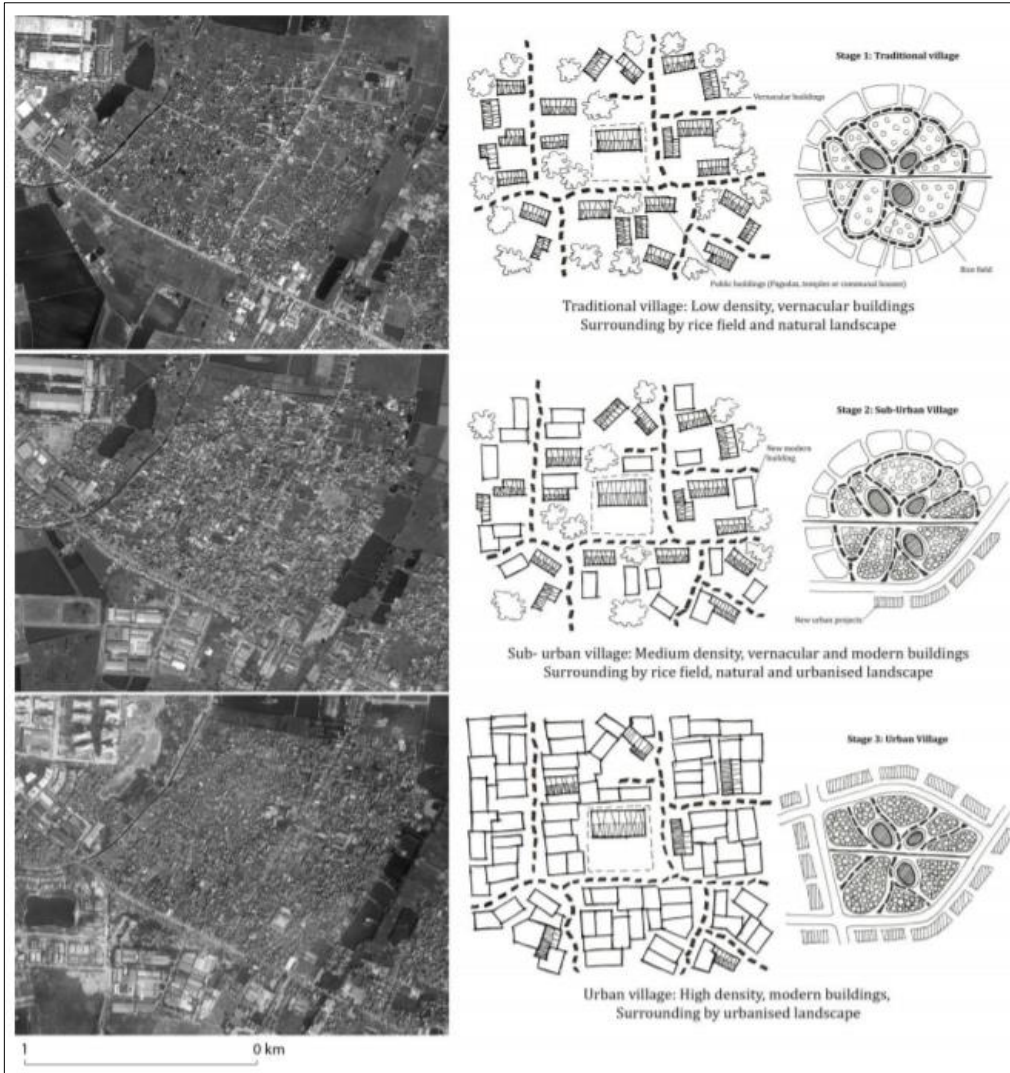 Stage 1: Traditional village
Vernacular buildings
Rice field
Public buildings (Pagodas, temples or communal houses)
Traditional village: Low density, vernacular buildings
Surrounding by rice field and natural landscape
Stage 2: Sub-Urban Village
New modern
building
New urban projects
Sub- urban village: Medium density, vernacular and modern buildings
Surrounding by rice field, natural and urbanised landscape
Stage 3: Urban Village
Urban village: High density, modern buildings,
Surrounding by urbanised landscape
1 0 km